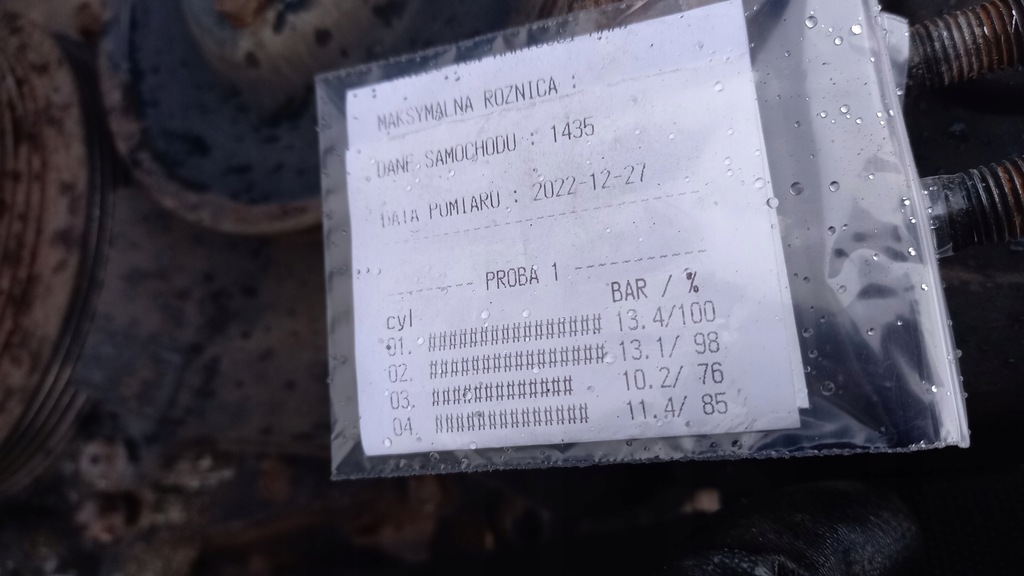 MAKSYMALNA ROZNICA :
DANE SAMOCHODU : 1435
DATA POMIARU : 2022-12-27
---------- PROBA 1 ----------------
cyl BAR / %
01. ################ 13.4/100
02. ################ 13.1/ 98
03. ############# 10.2/ 76
04. ############## 11.4/ 85